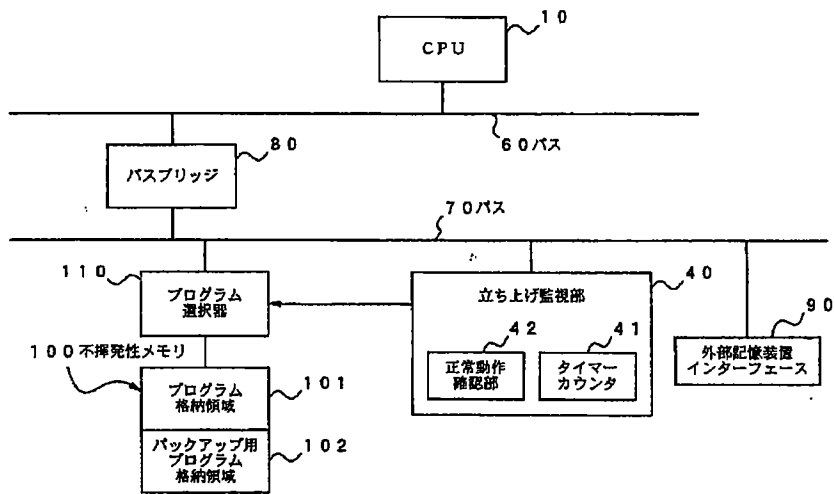 10
CPU
60バス
80
バスブリッジ
70バス
110
プログラム
選択器
40
立ち上げ監視部
42
正常動作
確認部
41
タイマー
カウンタ
90
外部記憶装置
インターフェース
100不揮発性メモリ
101
プログラム
格納領域
バックアップ用
プログラム
格納領域
102